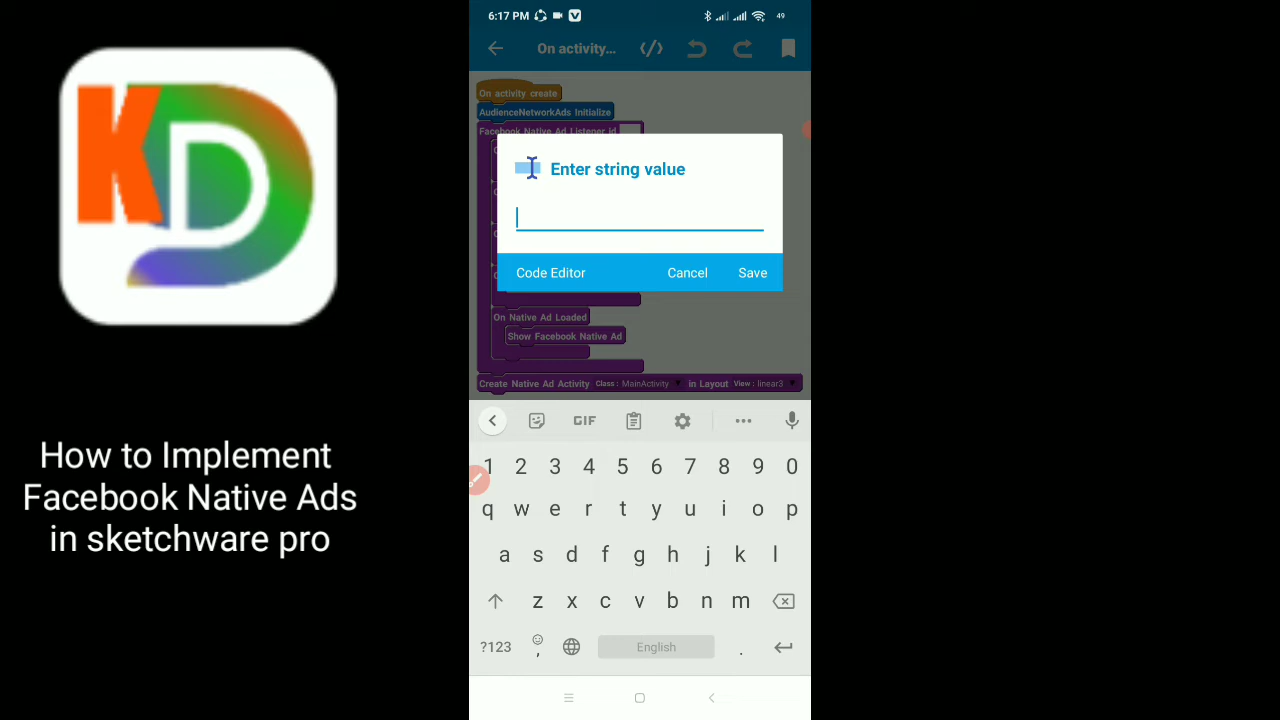 KD
How to Implement
Facebook Native Ads
in sketchware pro
6:17 PM
V
49
On activity...
On activity create
AudienceNetworkAds Initialize
Facebook Native Ad Listener id
Enter string value
Code Editor Cancel Save
On Native Ad Loaded
Show Facebook Native Ad
Create Native Ad Activity Class : MainActivity in Layout View : linear3
GIF
1 2 3 4 5 6 7 8 9 0
q w e r t y u i o p
a s d f g h j k l
z x c v b n m
?123 , English .